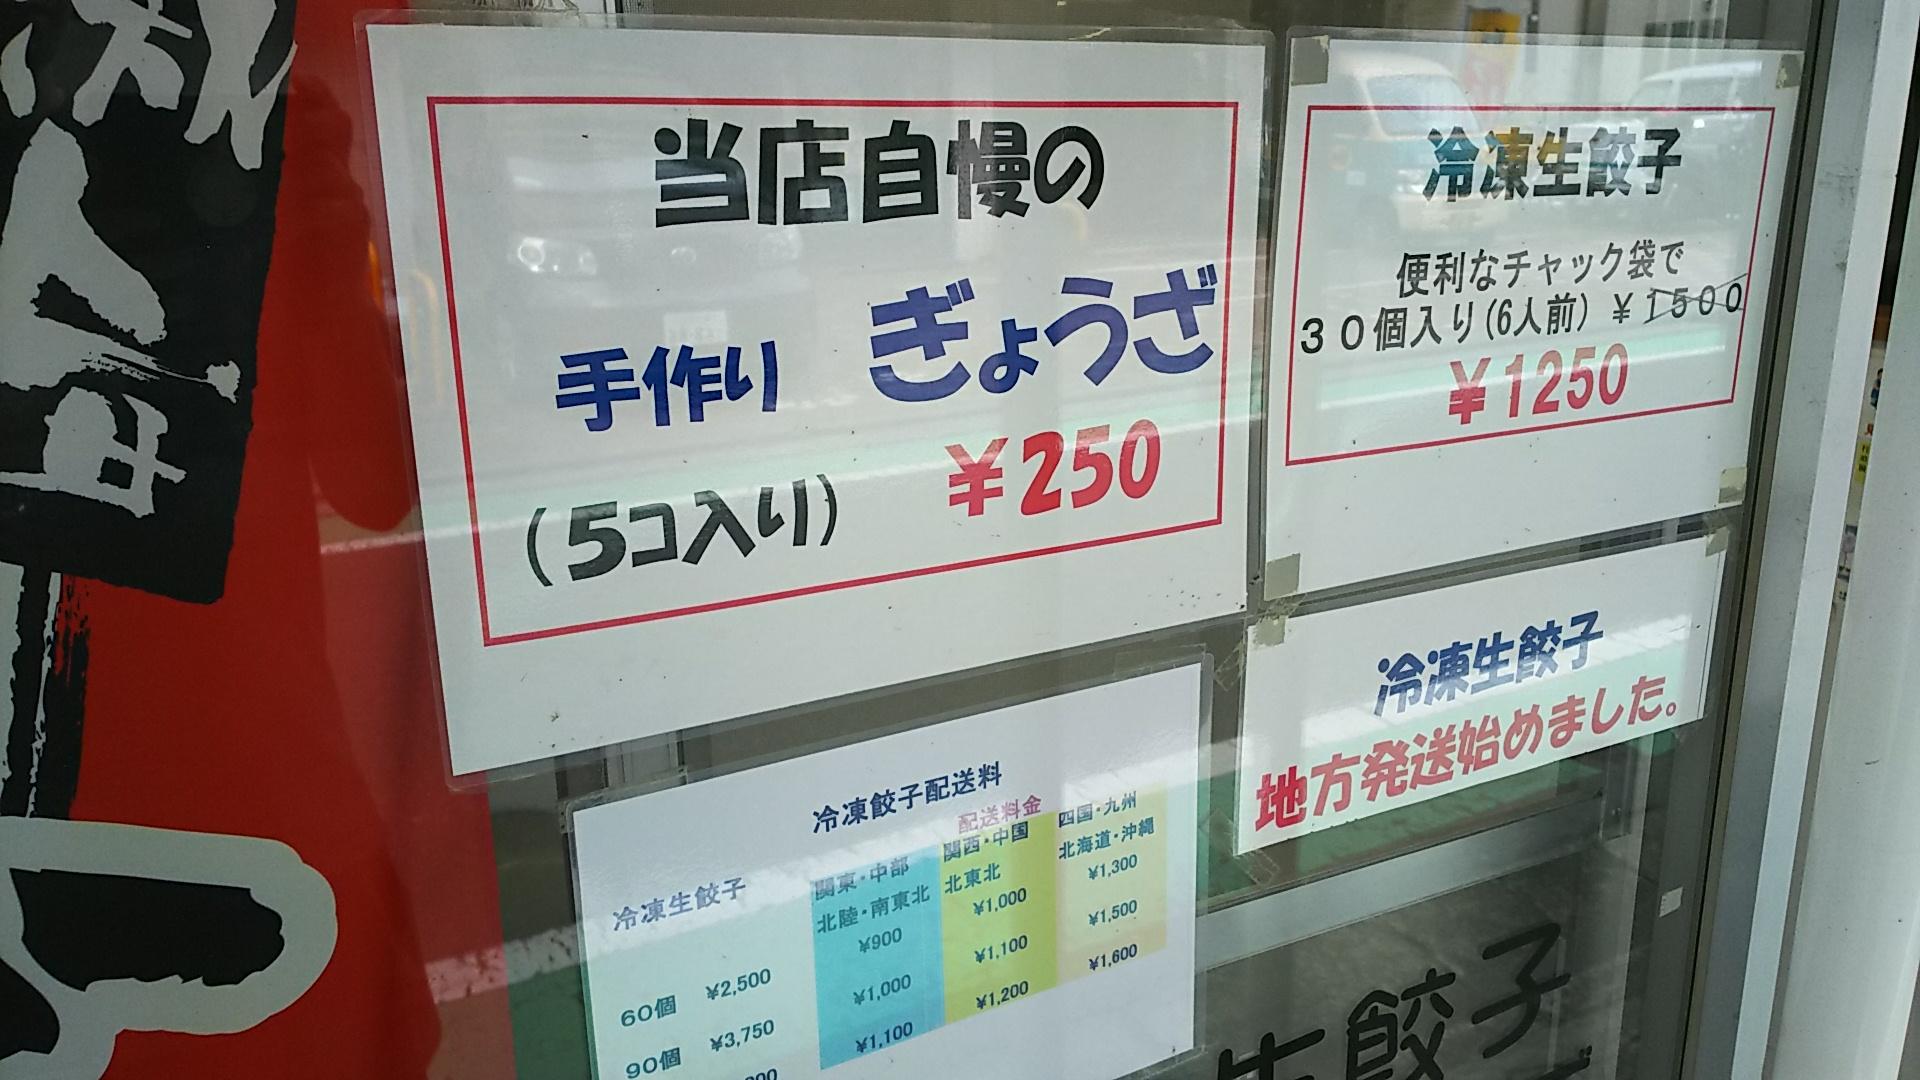 当店自慢の
手作り ぎょうざ
(5コ入り) ¥250
冷凍生餃子
便利なチャック袋で
30個入り(6人前) ¥1500
¥1250
冷凍生餃子
地方発送始めました。
冷凍餃子配送料
配送料金
冷凍生餃子
関東・中部
北陸・南東北
関西・中国
北東北
四国・九州
北海道・沖縄
60個 ¥2,500 ¥900 ¥1,000 ¥1,300
90個 ¥3,750 ¥1,000 ¥1,100 ¥1,500
¥1,100 ¥1,200 ¥1,600
生餃子